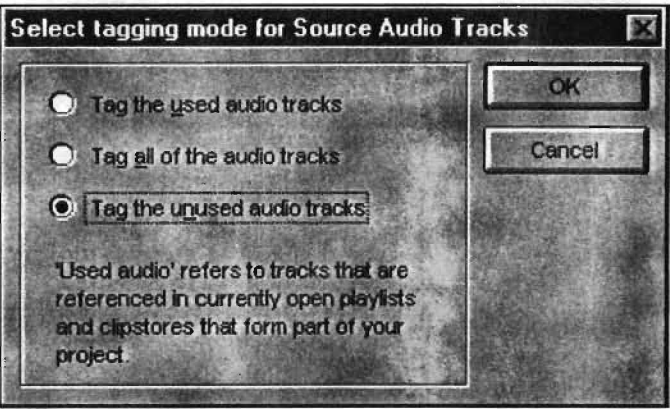 Select tagging mode for Source Audio Tracks
OK
Cancel
Tag the used audio tracks
Tag all of the audio tracks
Tag the unused audio tracks
'Used audio' refers to tracks that are
referenced in currently open playlists
and clipstores that form part of your
project.